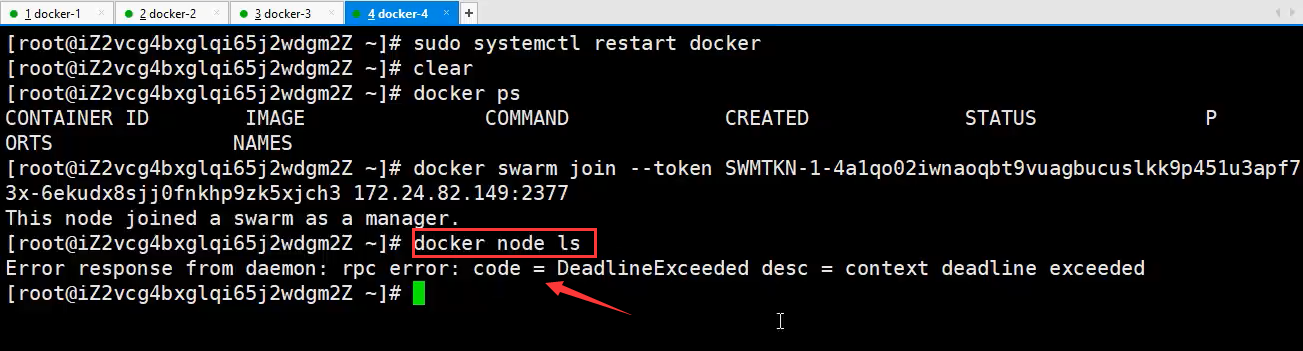 1 docker-1 2 docker-2 3 docker-3 4 docker-4
[root@iZ2vcg4bxglqi65j2wdgm2Z ~]# sudo systemctl restart docker
[root@iZ2vcg4bxglqi65j2wdgm2Z ~]# clear
[root@iZ2vcg4bxglqi65j2wdgm2Z ~]# docker ps
CONTAINER ID        IMAGE               COMMAND             CREATED             STATUS              P
ORTS               NAMES
[root@iZ2vcg4bxglqi65j2wdgm2Z ~]# docker swarm join --token SWMTKN-1-4a1qo02iwnaoqbt9vuagbucuslkk9p451u3apf7
3x-6ekudx8sjj0fnkhp9zk5xjch3 172.24.82.149:2377
This node joined a swarm as a manager.
[root@iZ2vcg4bxglqi65j2wdgm2Z ~]# docker node ls
Error response from daemon: rpc error: code = DeadlineExceeded desc = context deadline exceeded
[root@iZ2vcg4bxglqi65j2wdgm2Z ~]#